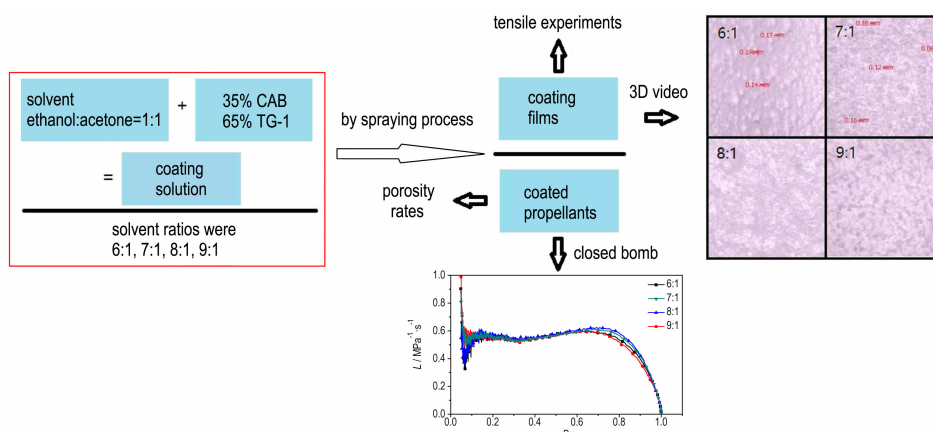 solvent
ethanol:acetone=1:1
+
35% CAB
65% TG-1
=
coating
solution
solvent ratios were
6:1, 7:1, 8:1, 9:1
by spraying process
tensile experiments
coating
films
3D video
porosity
rates
coated
propellants
closed bomb
6:1
0.17 mm
0.19mm
0.14 mm
7:1
0.16 mm
0.12 mm
0.16 mm
8:1
9:1
L / MPa⁻¹·s⁻¹
1.0
0.8
0.6
0.4
0.2
0.0
6:1
7:1
8:1
9:1
0.0 0.2 0.4 0.6 0.8 1.0